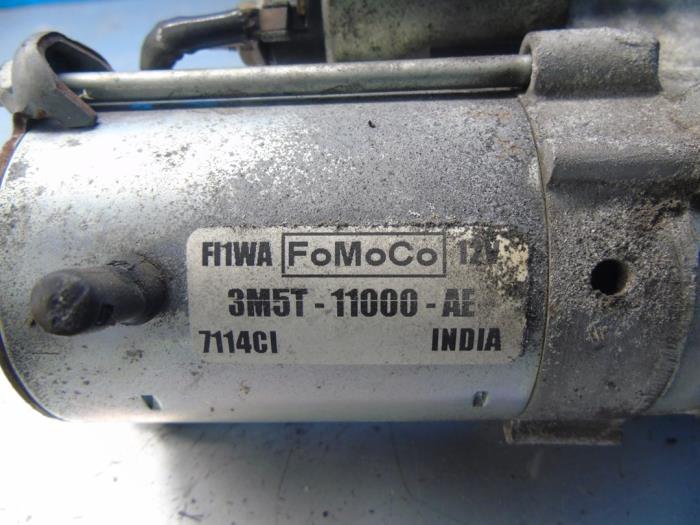 FI1WA FoMoCo 12V
3M5T - 11000 - AE
7114CI INDIA